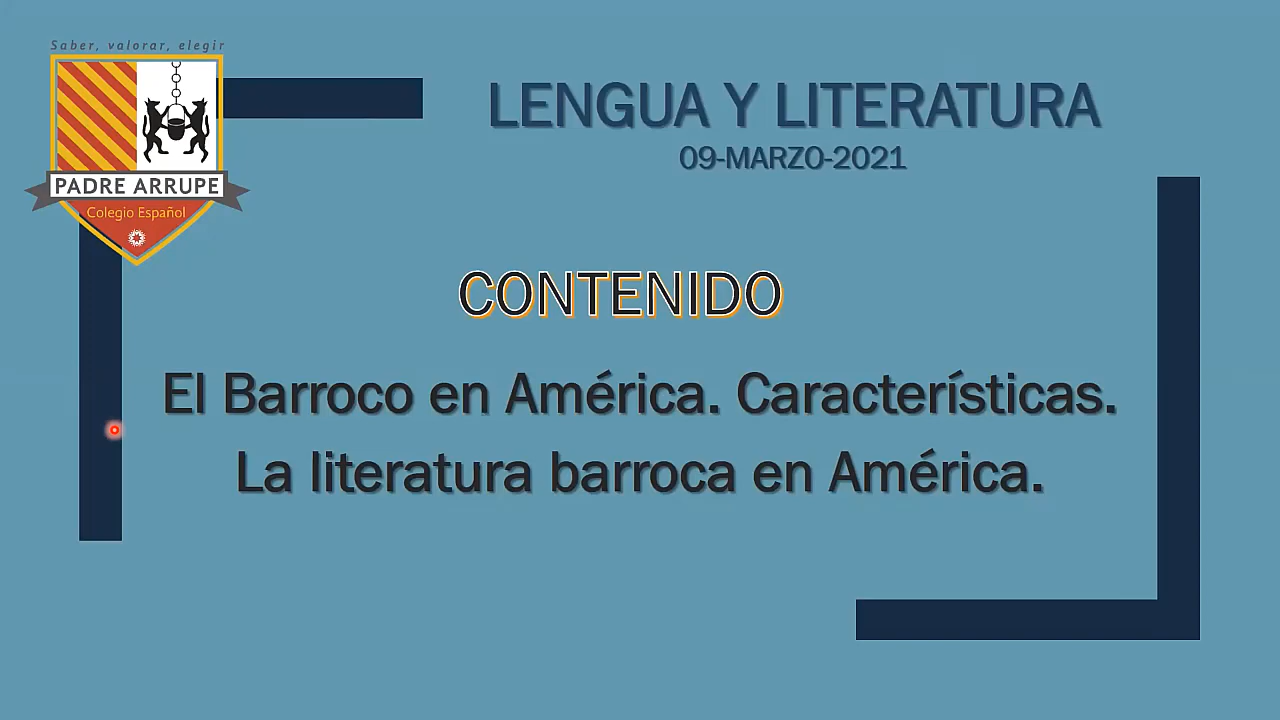 Saber, valorar, elegir
PADRE ARRUPE
Colegio Español
LENGUA Y LITERATURA
09-MARZO-2021
CONTENIDO
El Barroco en América. Características.
La literatura barroca en América.